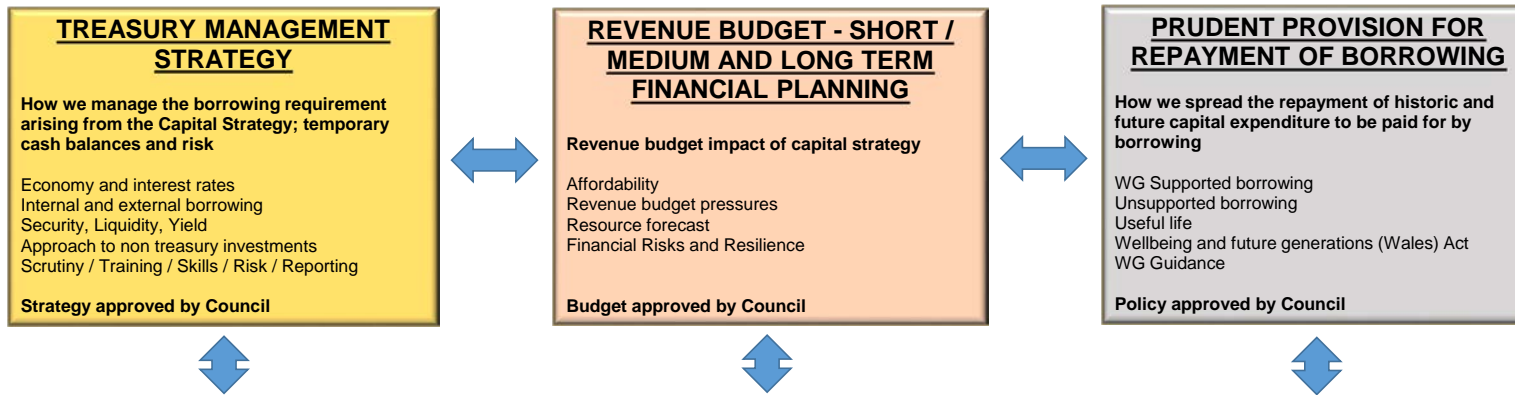 TREASURY MANAGEMENT
STRATEGY
How we manage the borrowing requirement
arising from the Capital Strategy; temporary
cash balances and risk
Economy and interest rates
Internal and external borrowing
Security, Liquidity, Yield
Approach to non treasury investments
Scrutiny / Training / Skills / Risk / Reporting
Strategy approved by Council
REVENUE BUDGET - SHORT /
MEDIUM AND LONG TERM
FINANCIAL PLANNING
Revenue budget impact of capital strategy
Affordability
Revenue budget pressures
Resource forecast
Financial Risks and Resilience
Budget approved by Council
PRUDENT PROVISION FOR
REPAYMENT OF BORROWING
How we spread the repayment of historic and
future capital expenditure to be paid for by
borrowing
WG Supported borrowing
Unsupported borrowing
Useful life
Wellbeing and future generations (Wales) Act
WG Guidance
Policy approved by Council